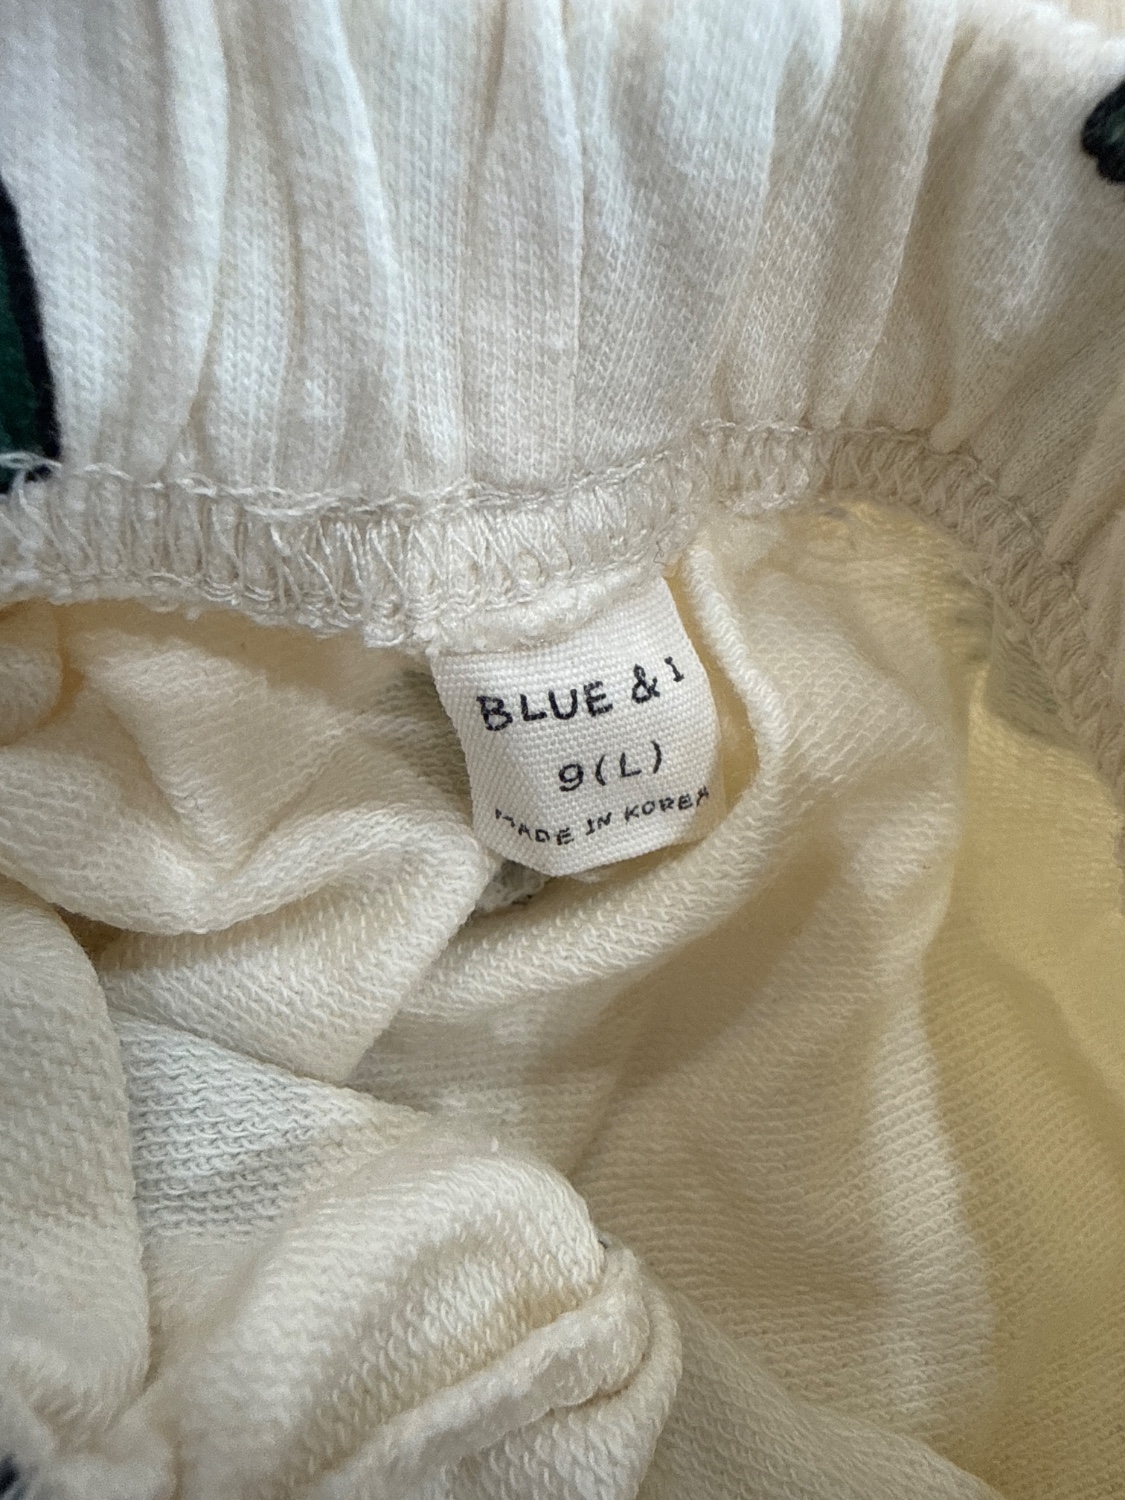 BLUE & I
9(L)
MADE IN KOREA